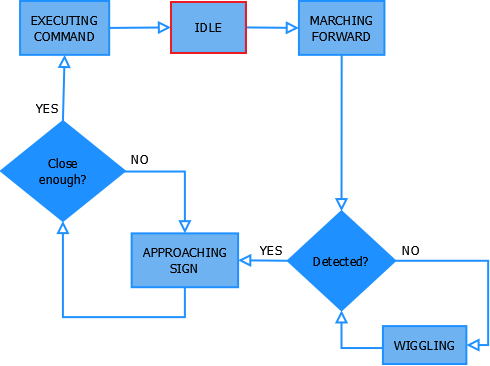 EXECUTING
COMMAND
IDLE
MARCHING
FORWARD
YES
Close
enough?
NO
APPROACHING
SIGN
YES
Detected?
NO
WIGGLING